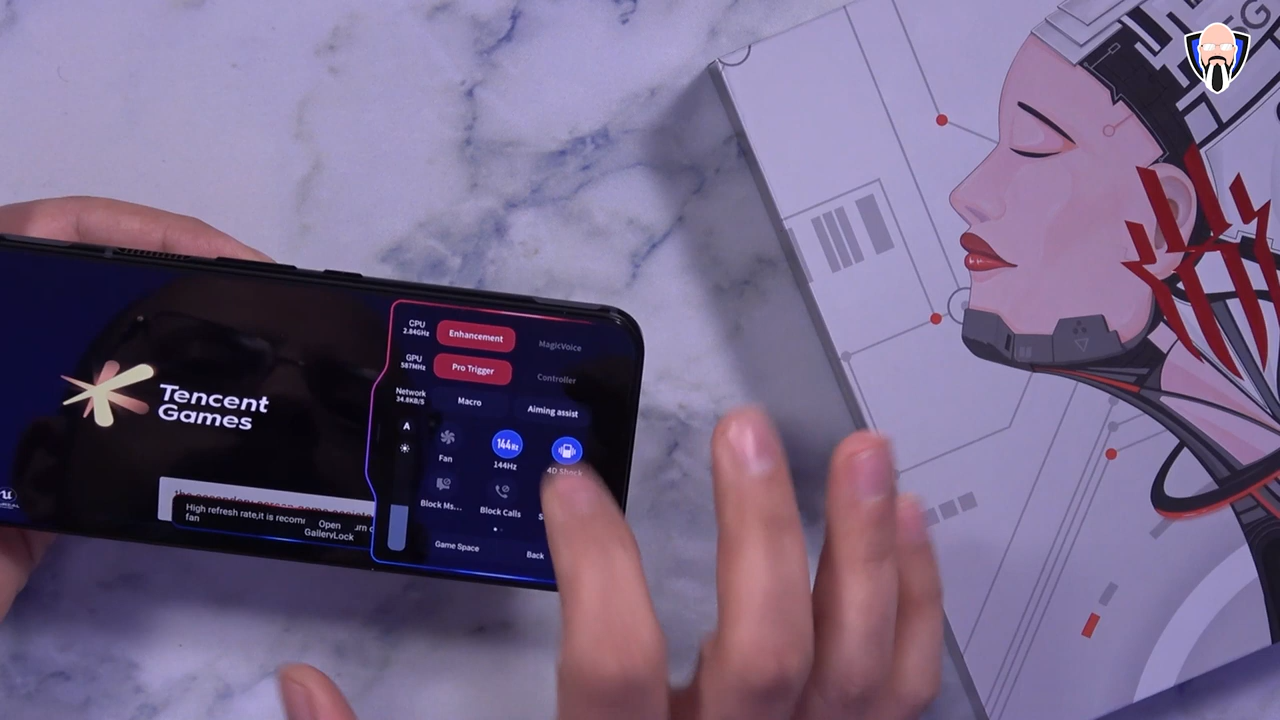 5G
CPU
2.84GHz
Enhancement
MagicVoice
GPU
587MHz
Pro Trigger
Controller
Network
34.8KB/S
Macro
Aiming assist
A
144Hz
Fan
144Hz
4D Shock
Block Ms...
Block Calls
S
Game Space
Back
Tencent
Games
High refresh rate,it is recom
fan
Open
GalleryLock